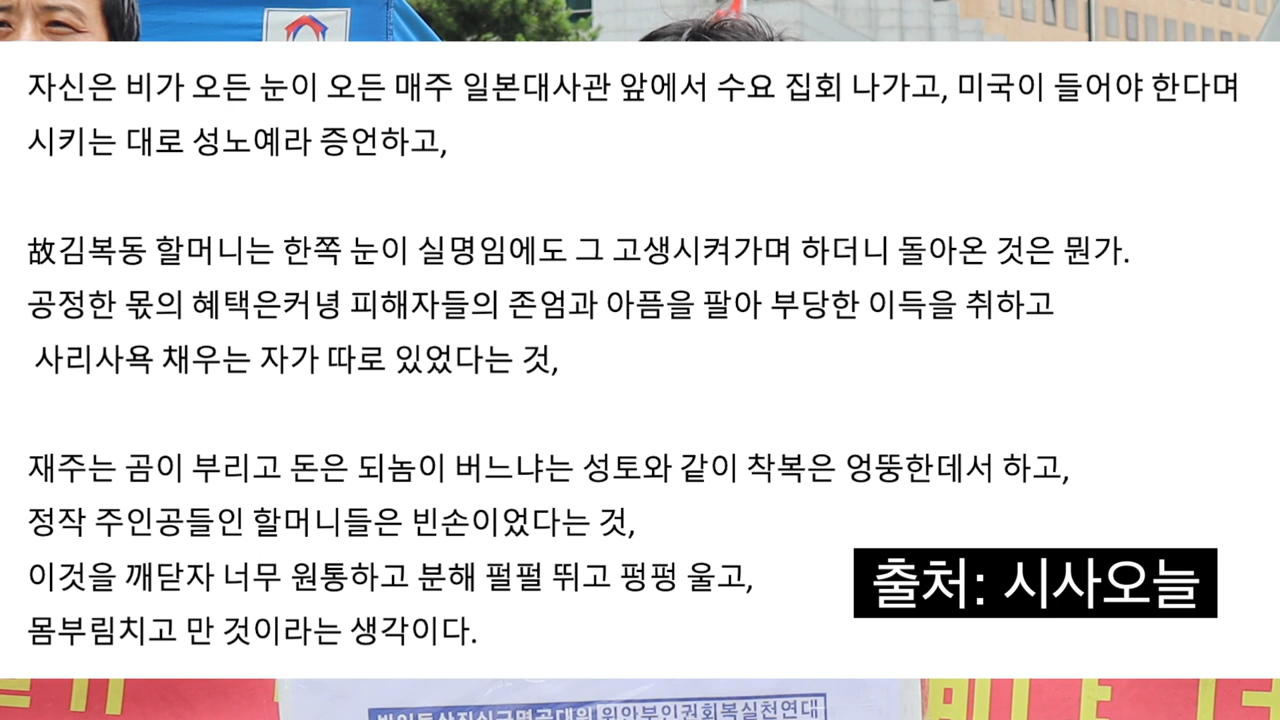 자신은 비가 오든 눈이 오든 매주 일본대사관 앞에서 수요 집회 나가고, 미국이 들어야 한다며
시키는 대로 성노예라 증언하고,
故김복동 할머니는 한쪽 눈이 실명임에도 그 고생시켜가며 하더니 돌아온 것은 뭔가.
공정한 몫의 혜택은커녕 피해자들의 존엄과 아픔을 팔아 부당한 이득을 취하고
사리사욕 채우는 자가 따로 있었다는 것,
재주는 곰이 부리고 돈은 되놈이 버느냐는 성토와 같이 착복은 엉뚱한데서 하고,
정작 주인공들인 할머니들은 빈손이었다는 것,
이것을 깨닫자 너무 원통하고 분해 펄펄 뛰고 펑펑 울고,
몸부림치고 만 것이라는 생각이다.
출처: 시사오늘
위안부인권회복실천연대